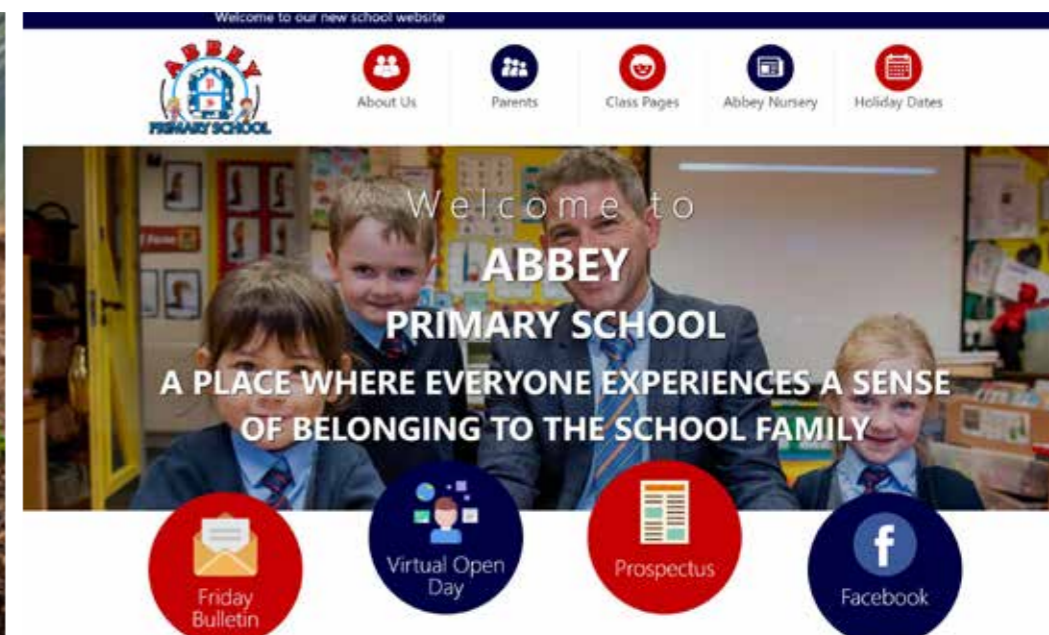 Welcome to our new school website
ABBEY
P S
PRIMARY SCHOOL
About Us
Parents
Class Pages
Abbey Nursery
Holiday Dates
Welcome to
ABBEY
PRIMARY SCHOOL
A PLACE WHERE EVERYONE EXPERIENCES A SENSE
OF BELONGING TO THE SCHOOL FAMILY
Friday
Bulletin
Virtual Open
Day
Prospectus
f
Facebook